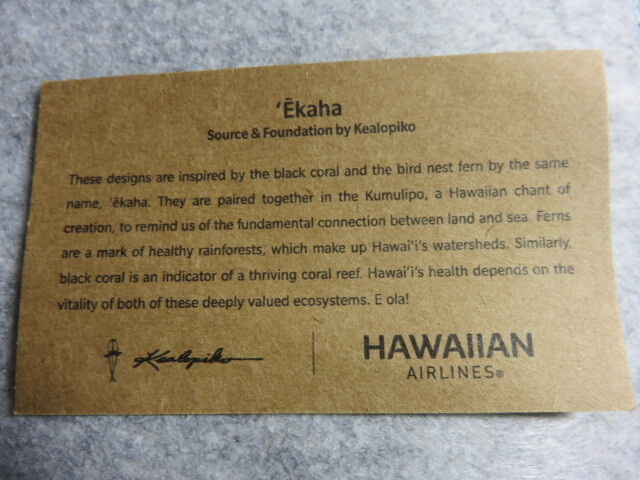 ‘Ēkaha
Source & Foundation by Kealopiko
These designs are inspired by the black coral and the bird nest fern by the same
name, ‘ēkaha. They are paired together in the Kumulipo, a Hawaiian chant of
creation, to remind us of the fundamental connection between land and sea. Ferns
are a mark of healthy rainforests, which make up Hawai‘i's watersheds. Similarly,
black coral is an indicator of a thriving coral reef. Hawai‘i's health depends on the
vitality of both of these deeply valued ecosystems. E ola!
Kealopiko
HAWAIIAN
AIRLINES®